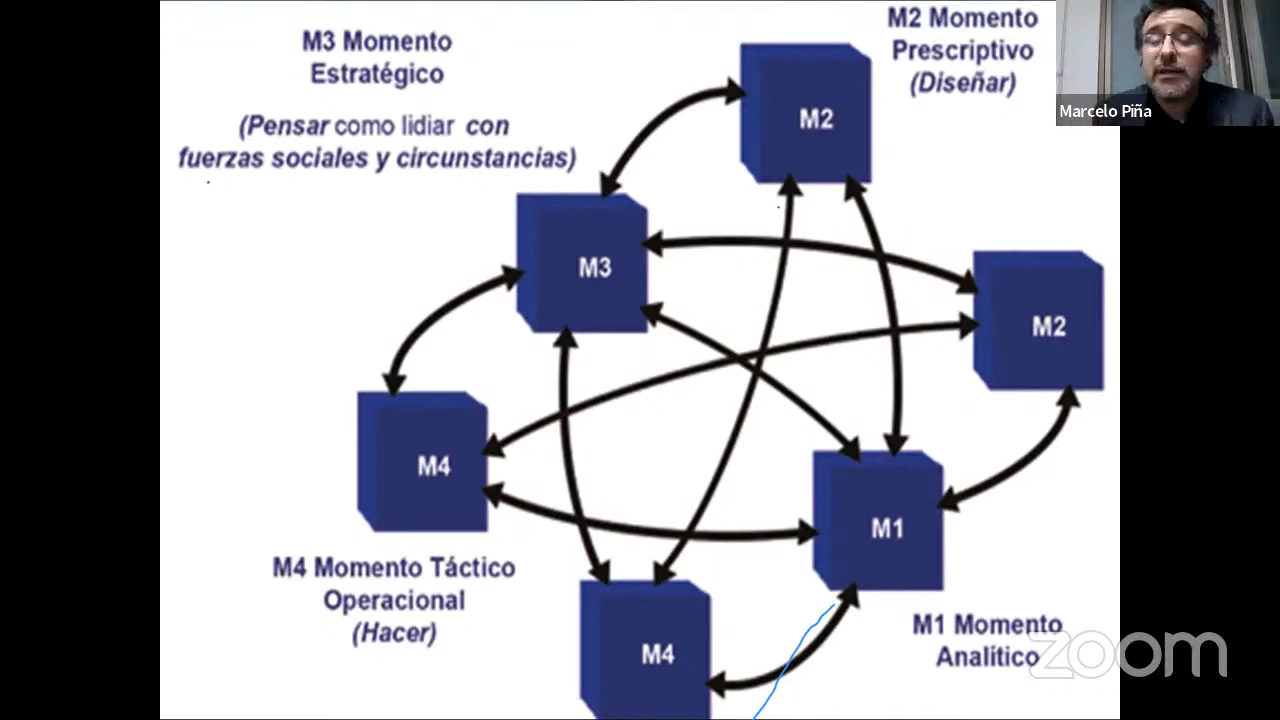 M3 Momento
Estratégico
(Pensar como lidiar con
fuerzas sociales y circunstancias)
M2 Momento
Prescriptivo
(Diseñar)
Marcelo Piña
M2
M3
M2
M4
M1
M4 Momento Táctico
Operacional
(Hacer)
M4
M1 Momento
Analítico
zoom